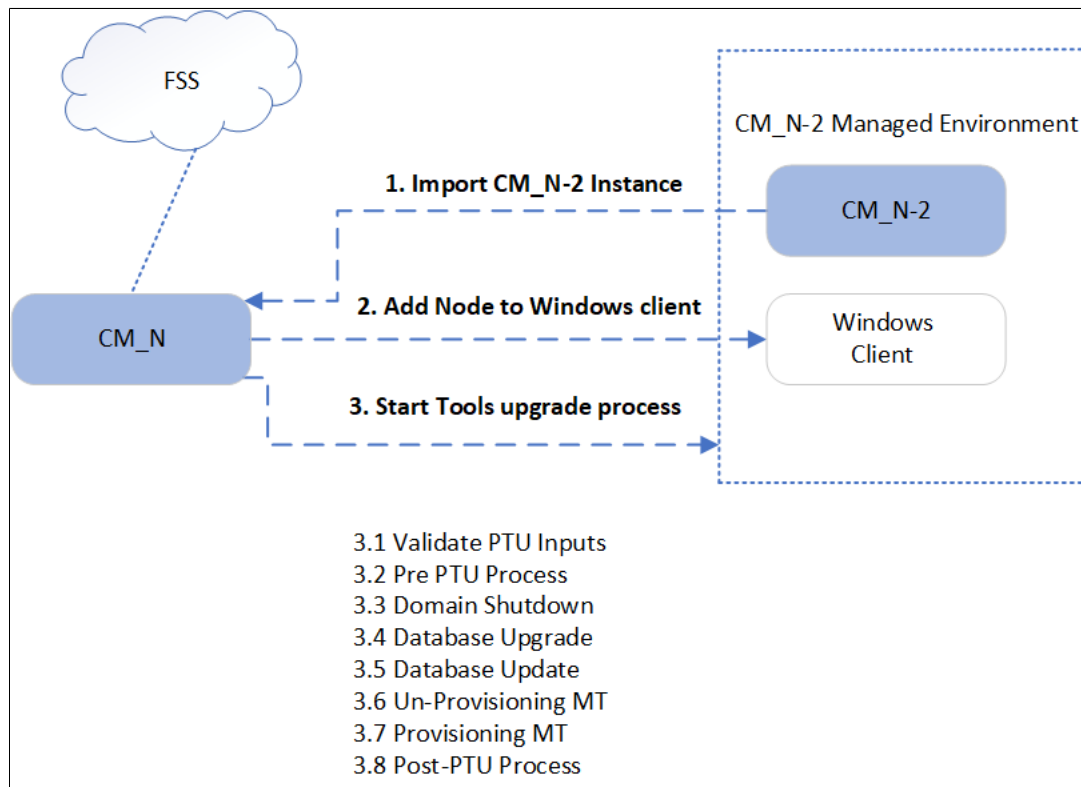 FSS
CM_N-2 Managed Environment
1. Import CM_N-2 Instance
CM_N-2
2. Add Node to Windows client
CM_N
Windows
Client
3. Start Tools upgrade process
3.1 Validate PTU Inputs
3.2 Pre PTU Process
3.3 Domain Shutdown
3.4 Database Upgrade
3.5 Database Update
3.6 Un-Provisioning MT
3.7 Provisioning MT
3.8 Post-PTU Process